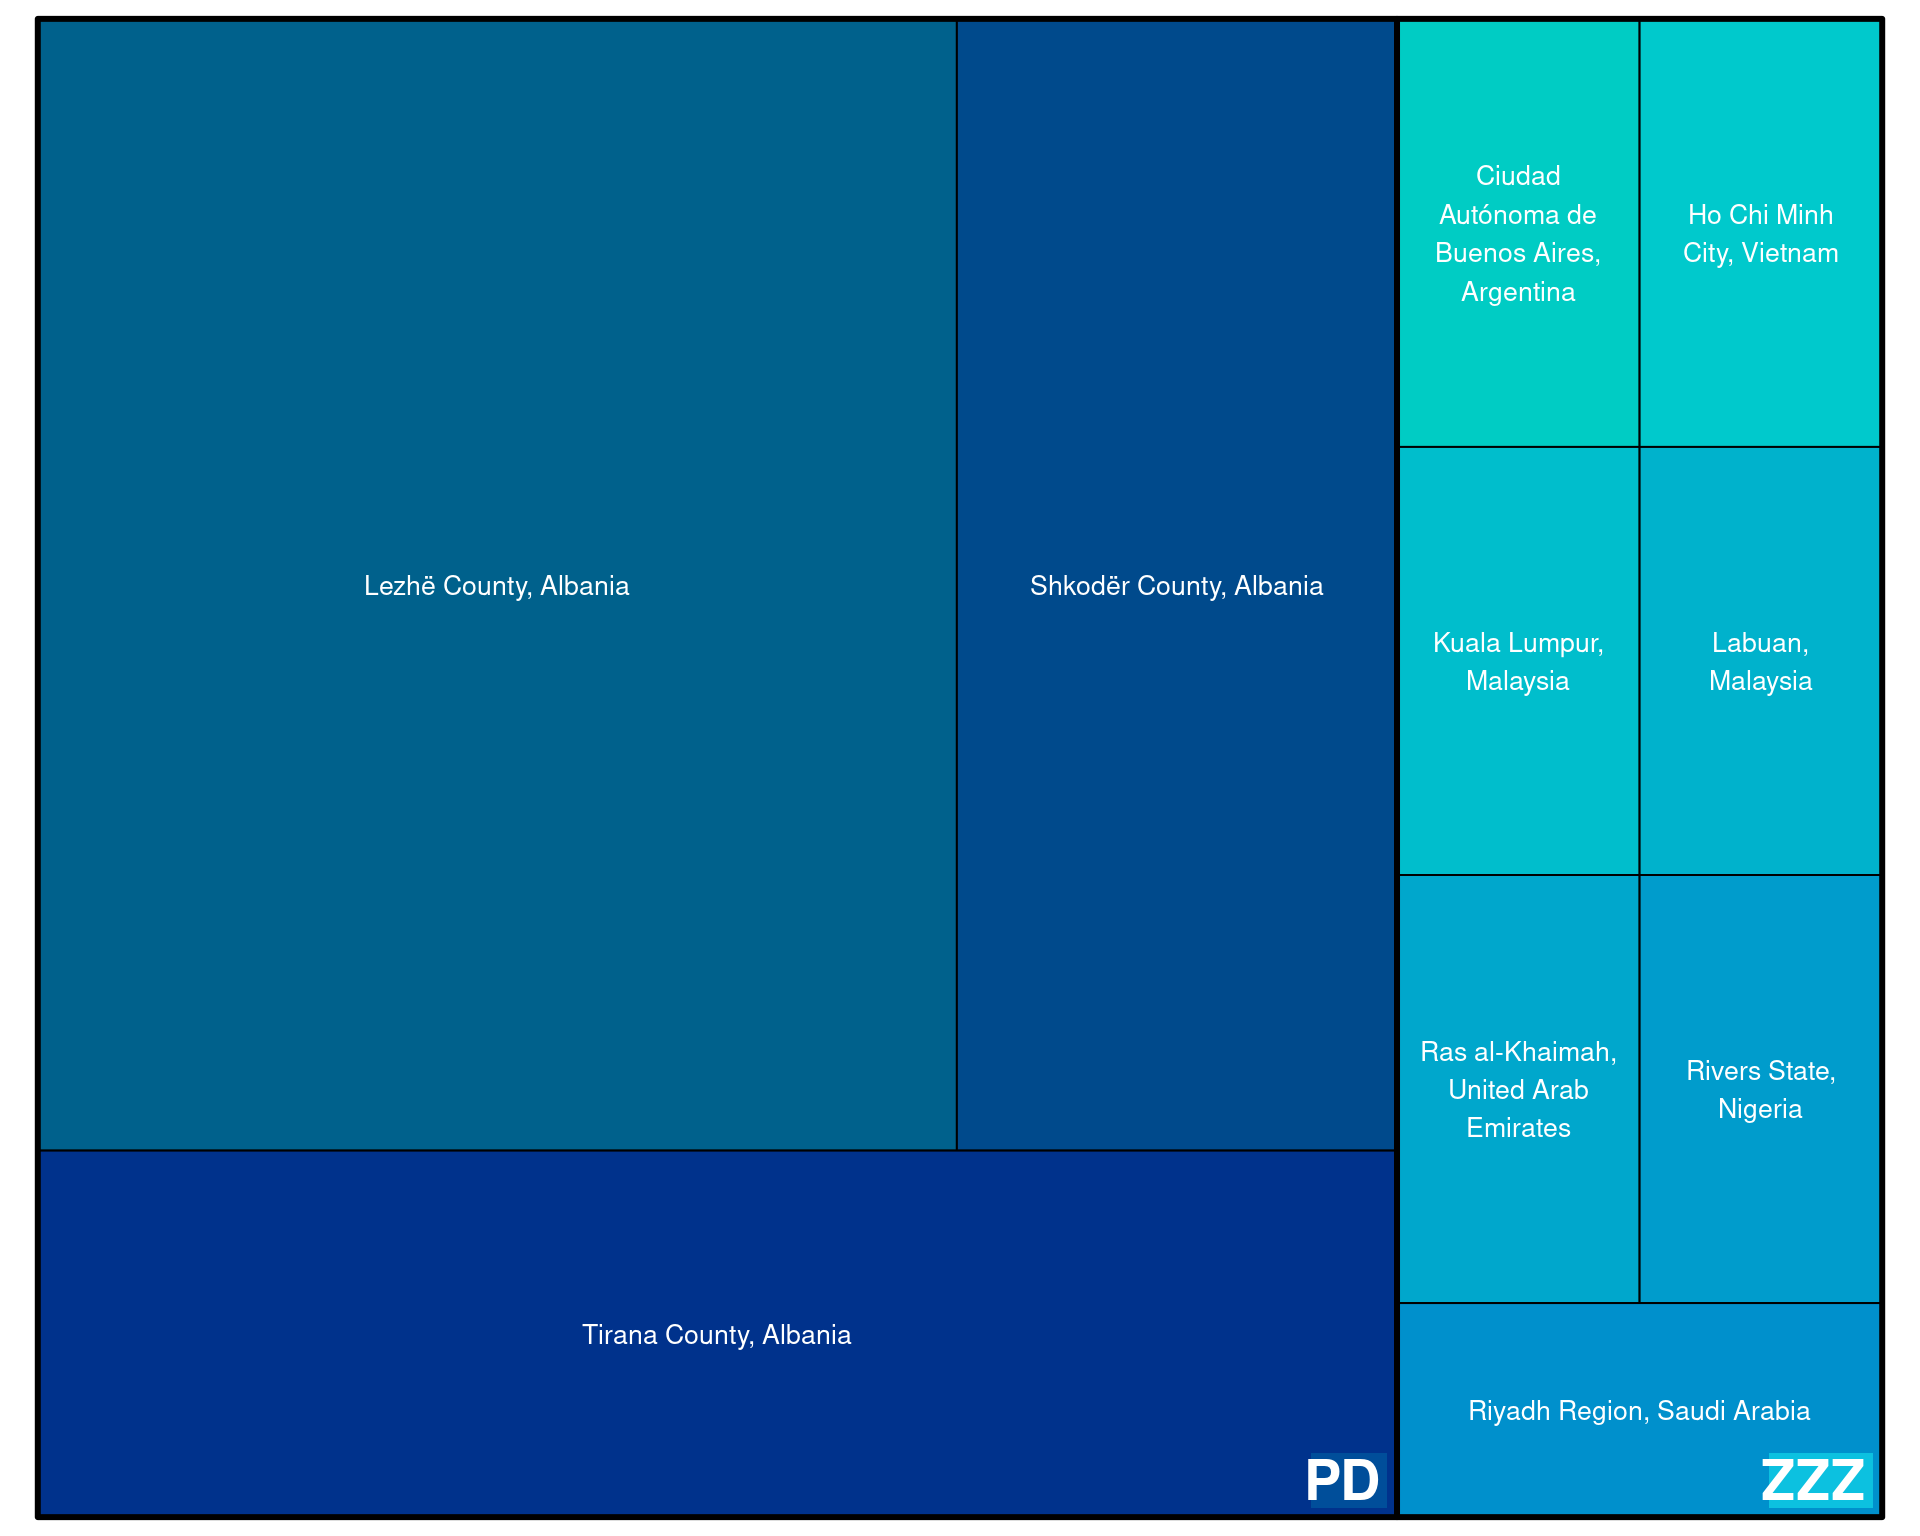 Lezhë County, Albania
Shkodër County, Albania
Tirana County, Albania
PD
Ciudad
Autónoma de
Buenos Aires,
Argentina
Ho Chi Minh
City, Vietnam
Kuala Lumpur,
Malaysia
Labuan,
Malaysia
Ras al-Khaimah,
United Arab
Emirates
Rivers State,
Nigeria
Riyadh Region, Saudi Arabia
ZZZ